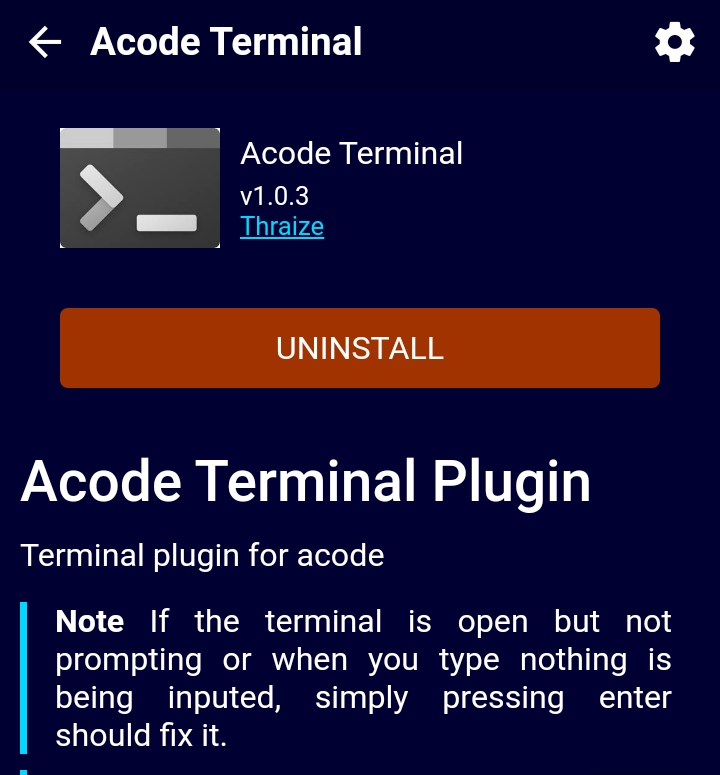 Acode Terminal
Acode Terminal
v1.0.3
Thraize
UNINSTALL
Acode Terminal Plugin
Terminal plugin for acode
Note If the terminal is open but not
prompting or when you type nothing is
being inputed, simply pressing enter
should fix it.